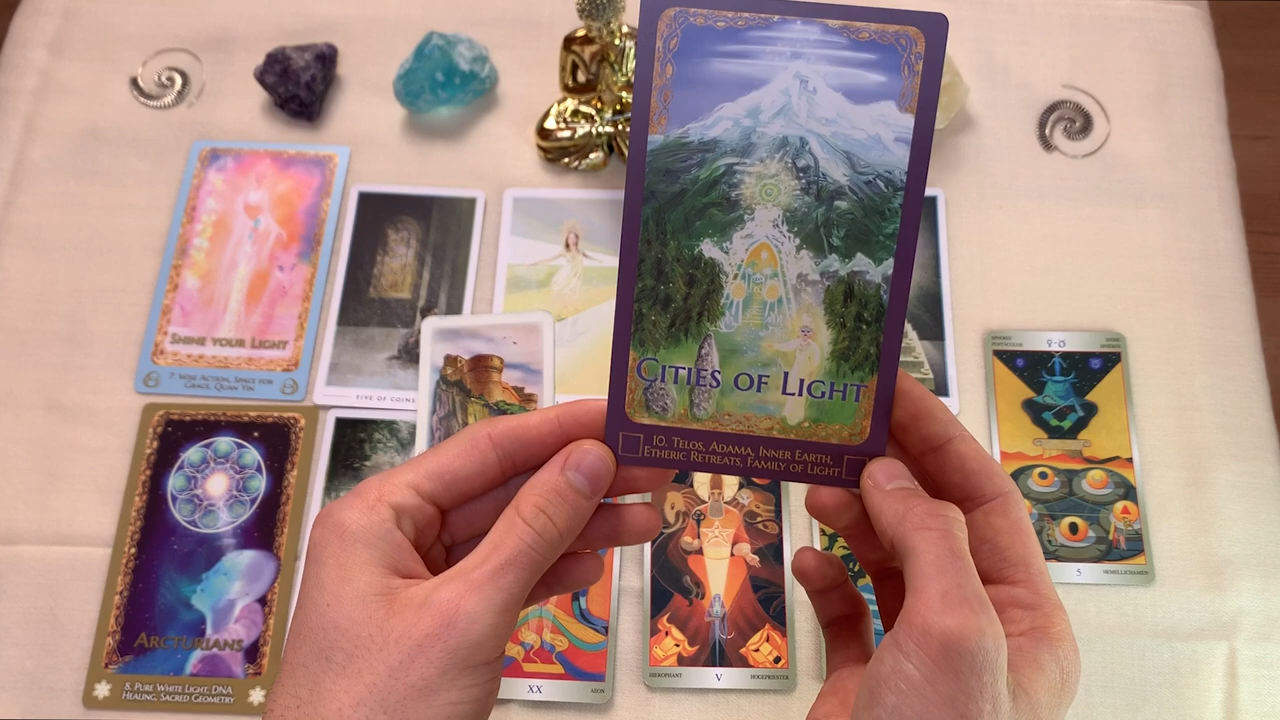 Cities of Light
10. Telos, Adama, Inner Earth,
Etheric Retreats, Family of Light
Shine your Light
7. Wise Action, Space for
Grace, Quan Yin
FIVE OF COINS
Arcturians
8. Pure White Light, DNA
Healing, Sacred Geometry
XX
AEON
HIEROPHANT
V
HOGEPRIESTER
5